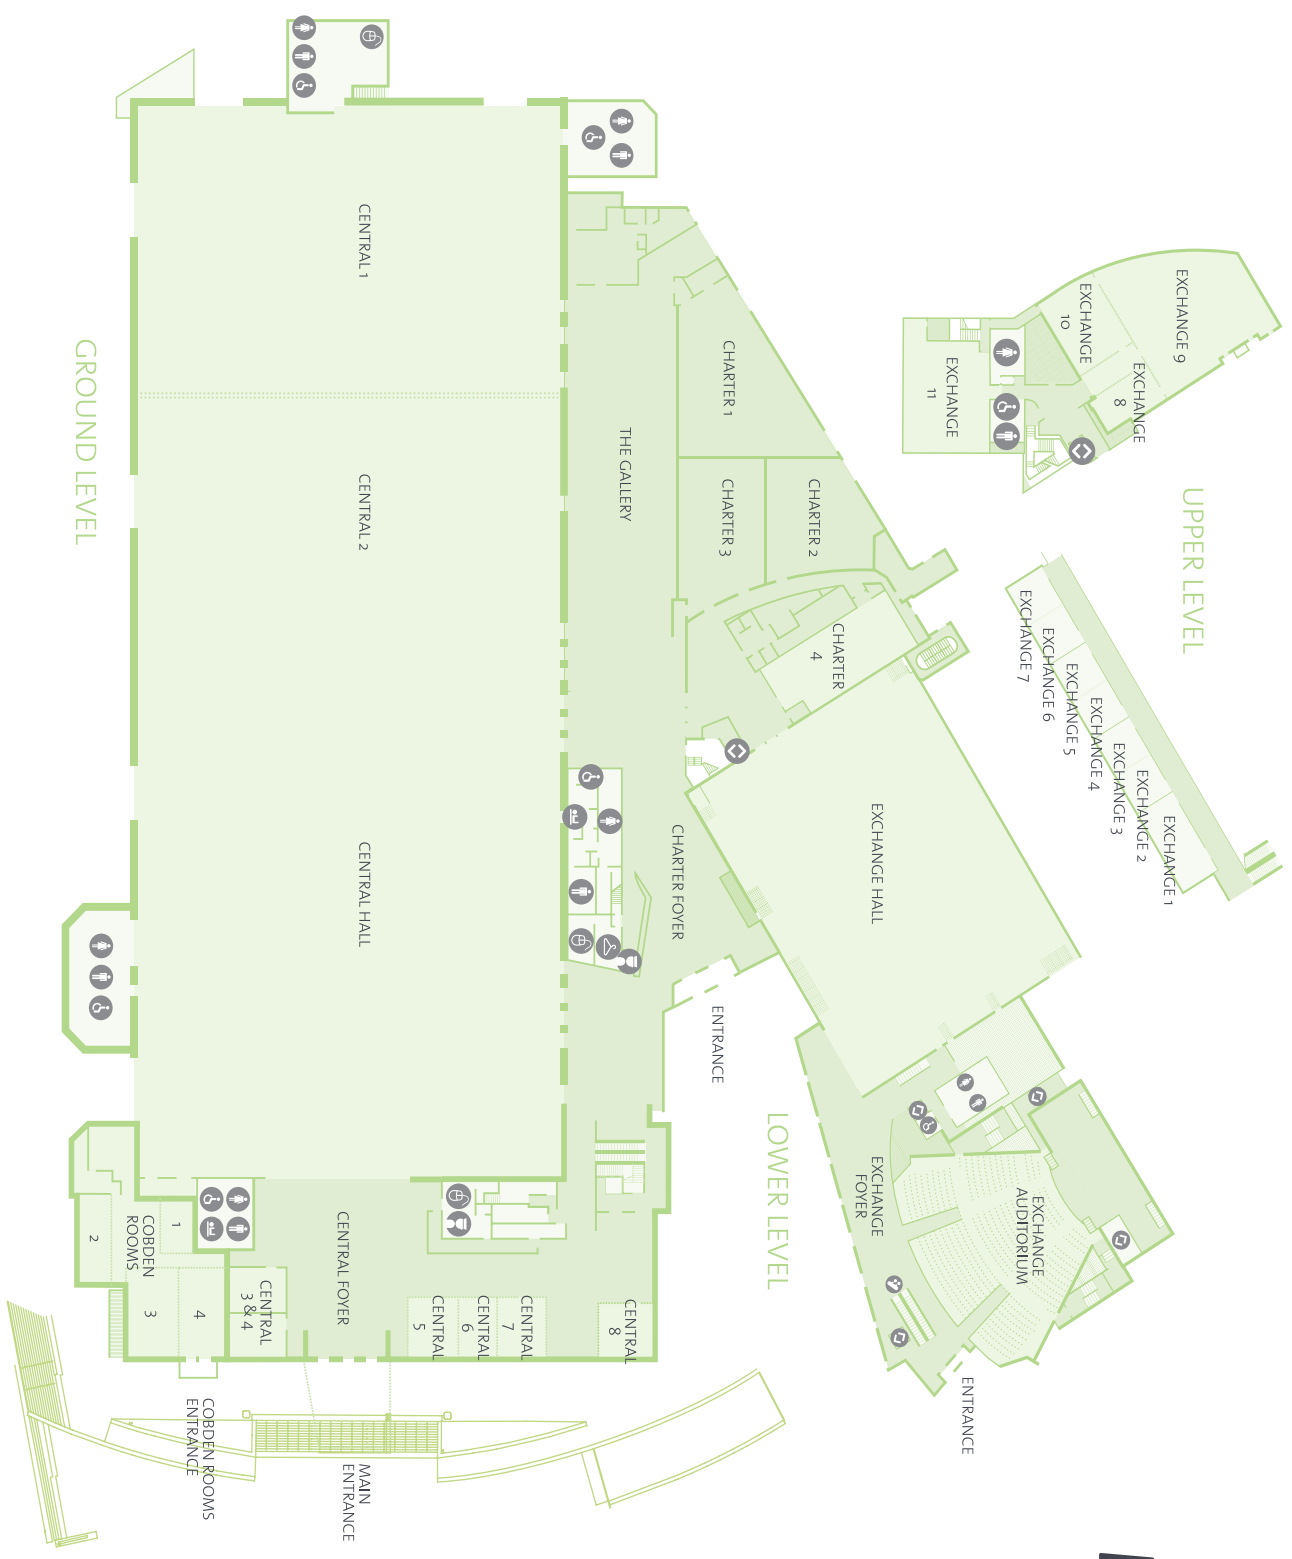 UPPER LEVEL
EXCHANGE 9
EXCHANGE
8
EXCHANGE
10
EXCHANGE
11
EXCHANGE 1
EXCHANGE 2
EXCHANGE 3
EXCHANGE 4
EXCHANGE 5
EXCHANGE 6
EXCHANGE 7
LOWER LEVEL
EXCHANGE HALL
EXCHANGE
AUDITORIUM
EXCHANGE
FOYER
ENTRANCE
CHARTER 1
CHARTER 2
CHARTER 3
CHARTER
4
THE GALLERY
CHARTER FOYER
ENTRANCE
CENTRAL 1
CENTRAL 2
CENTRAL HALL
GROUND LEVEL
CENTRAL
8
CENTRAL
7
CENTRAL
6
CENTRAL
5
CENTRAL FOYER
CENTRAL
3 & 4
COBDEN
ROOMS
1
2
3
4
MAIN
ENTRANCE
COBDEN ROOMS
ENTRANCE